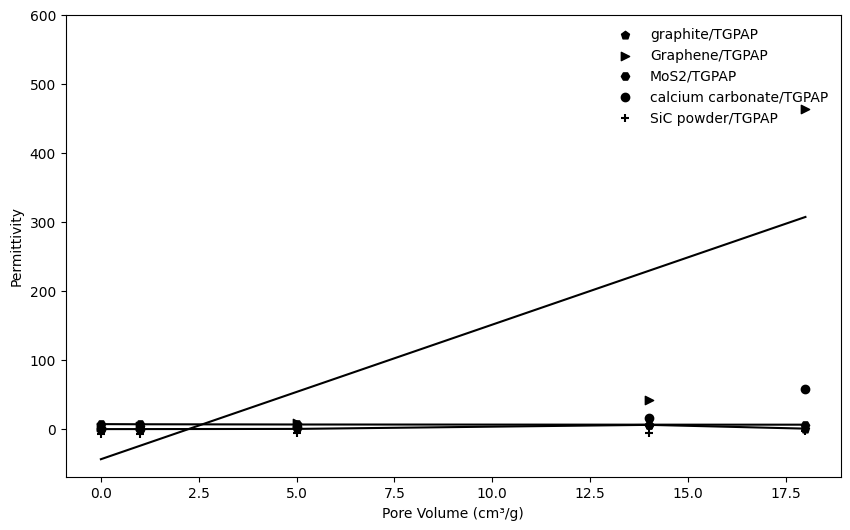 600
500
400
300
200
100
0
Permittivity
graphite/TGPAP
Graphene/TGPAP
MoS2/TGPAP
calcium carbonate/TGPAP
SiC powder/TGPAP
0.0 2.5 5.0 7.5 10.0 12.5 15.0 17.5
Pore Volume (cm³/g)